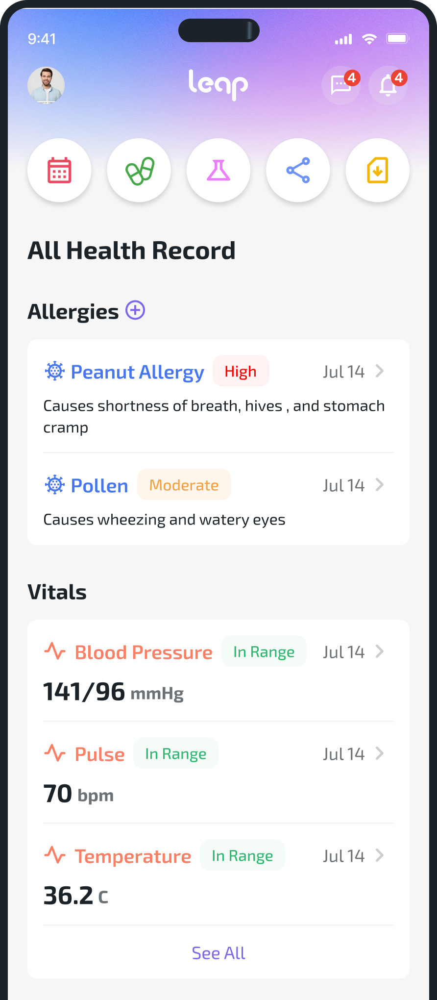 9:41
leap
4
4
All Health Record
Allergies
Peanut Allergy High Jul 14
Causes shortness of breath, hives , and stomach
cramp
Pollen Moderate Jul 14
Causes wheezing and watery eyes
Vitals
Blood Pressure In Range Jul 14
141/96 mmHg
Pulse In Range Jul 14
70 bpm
Temperature In Range Jul 14
36.2 C
See All